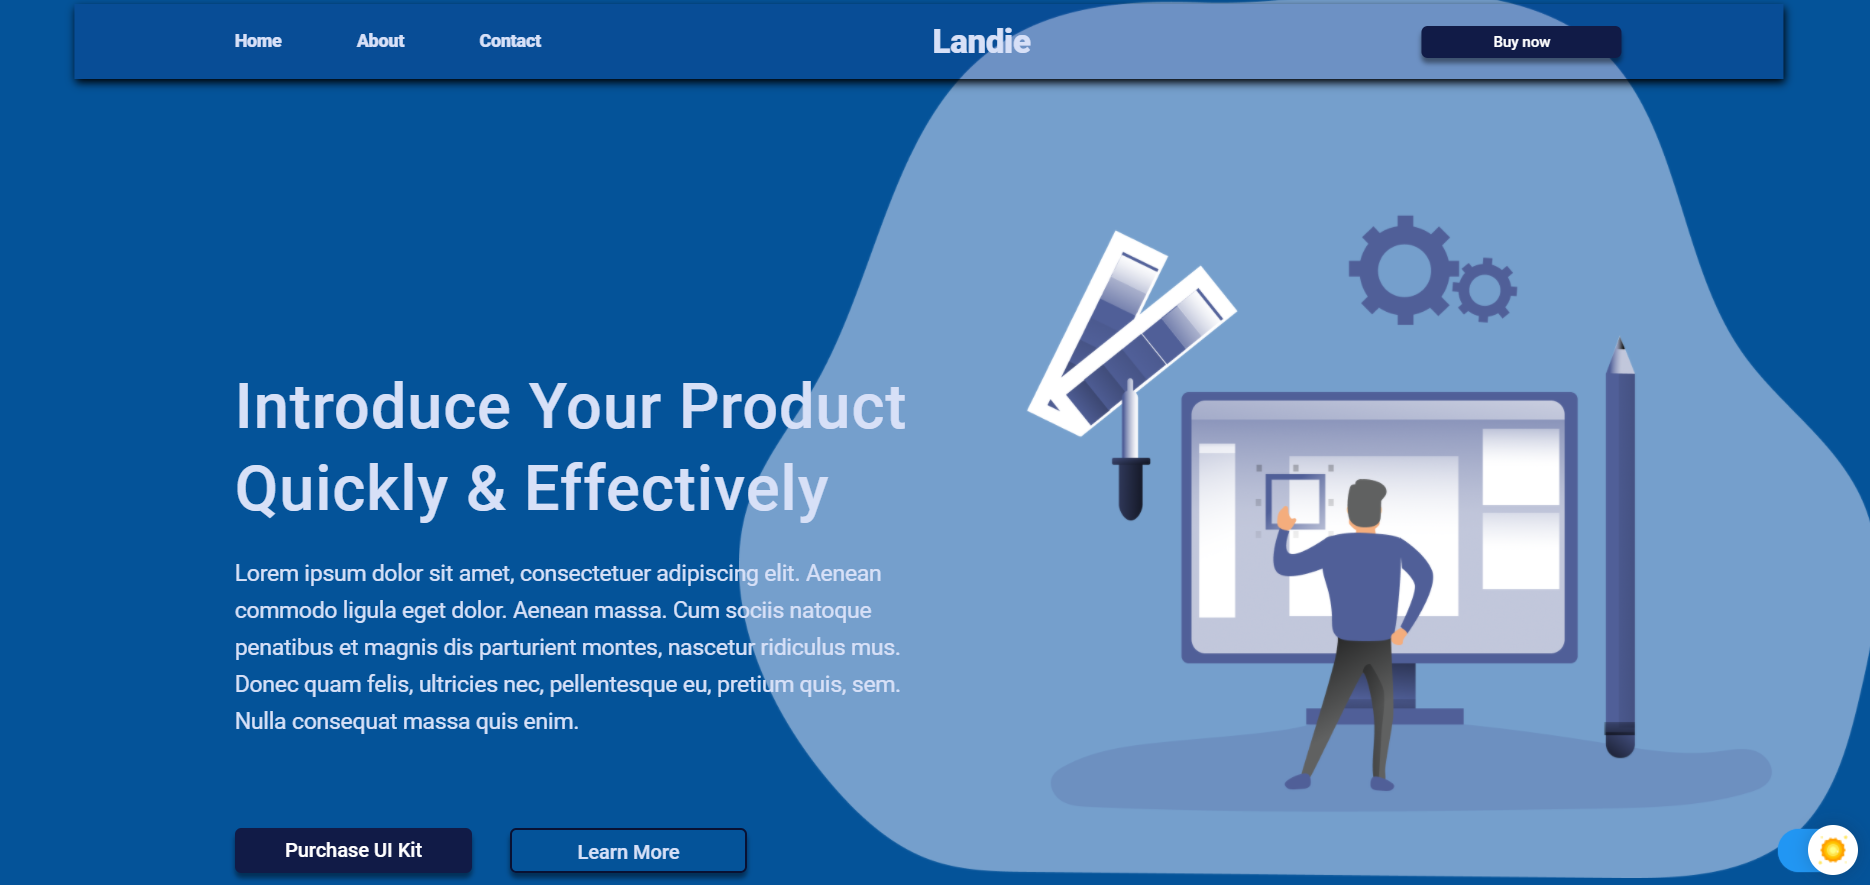 Home About Contact Landie Buy now
Introduce Your Product
Quickly & Effectively
Lorem ipsum dolor sit amet, consectetuer adipiscing elit. Aenean
commodo ligula eget dolor. Aenean massa. Cum sociis natoque
penatibus et magnis dis parturient montes, nascetur ridiculus mus.
Donec quam felis, ultricies nec, pellentesque eu, pretium quis, sem.
Nulla consequat massa quis enim.
Purchase UI Kit Learn More